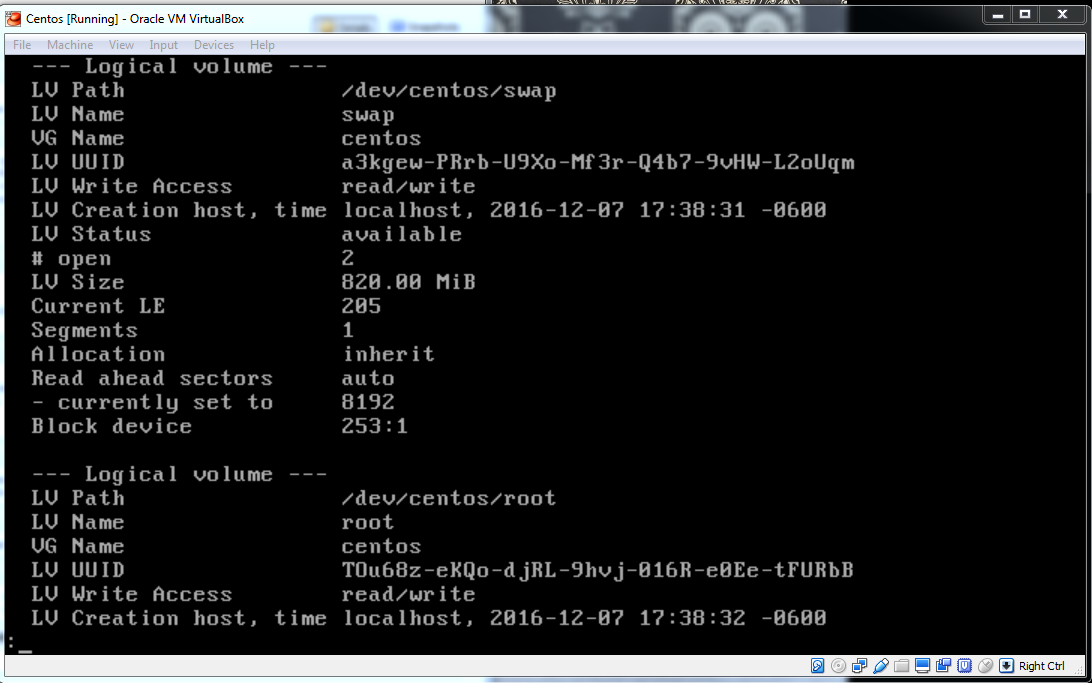 Centos [Running] - Oracle VM VirtualBox
File Machine View Input Devices Help
--- Logical volume ---
LV Path /dev/centos/swap
LV Name swap
VG Name centos
LV UUID a3kgew-PRrb-U9Xo-Mf3r-Q4b7-9vHW-L2oUqm
LV Write Access read/write
LV Creation host, time localhost, 2016-12-07 17:38:31 -0600
LV Status available
# open 2
LV Size 820.00 MiB
Current LE 205
Segments 1
Allocation inherit
Read ahead sectors auto
- currently set to 8192
Block device 253:1
--- Logical volume ---
LV Path /dev/centos/root
LV Name root
VG Name centos
LV UUID TOu68z-eKQo-djRL-9hvj-016R-e0Ee-tFURbB
LV Write Access read/write
LV Creation host, time localhost, 2016-12-07 17:38:32 -0600
:_
Right Ctrl